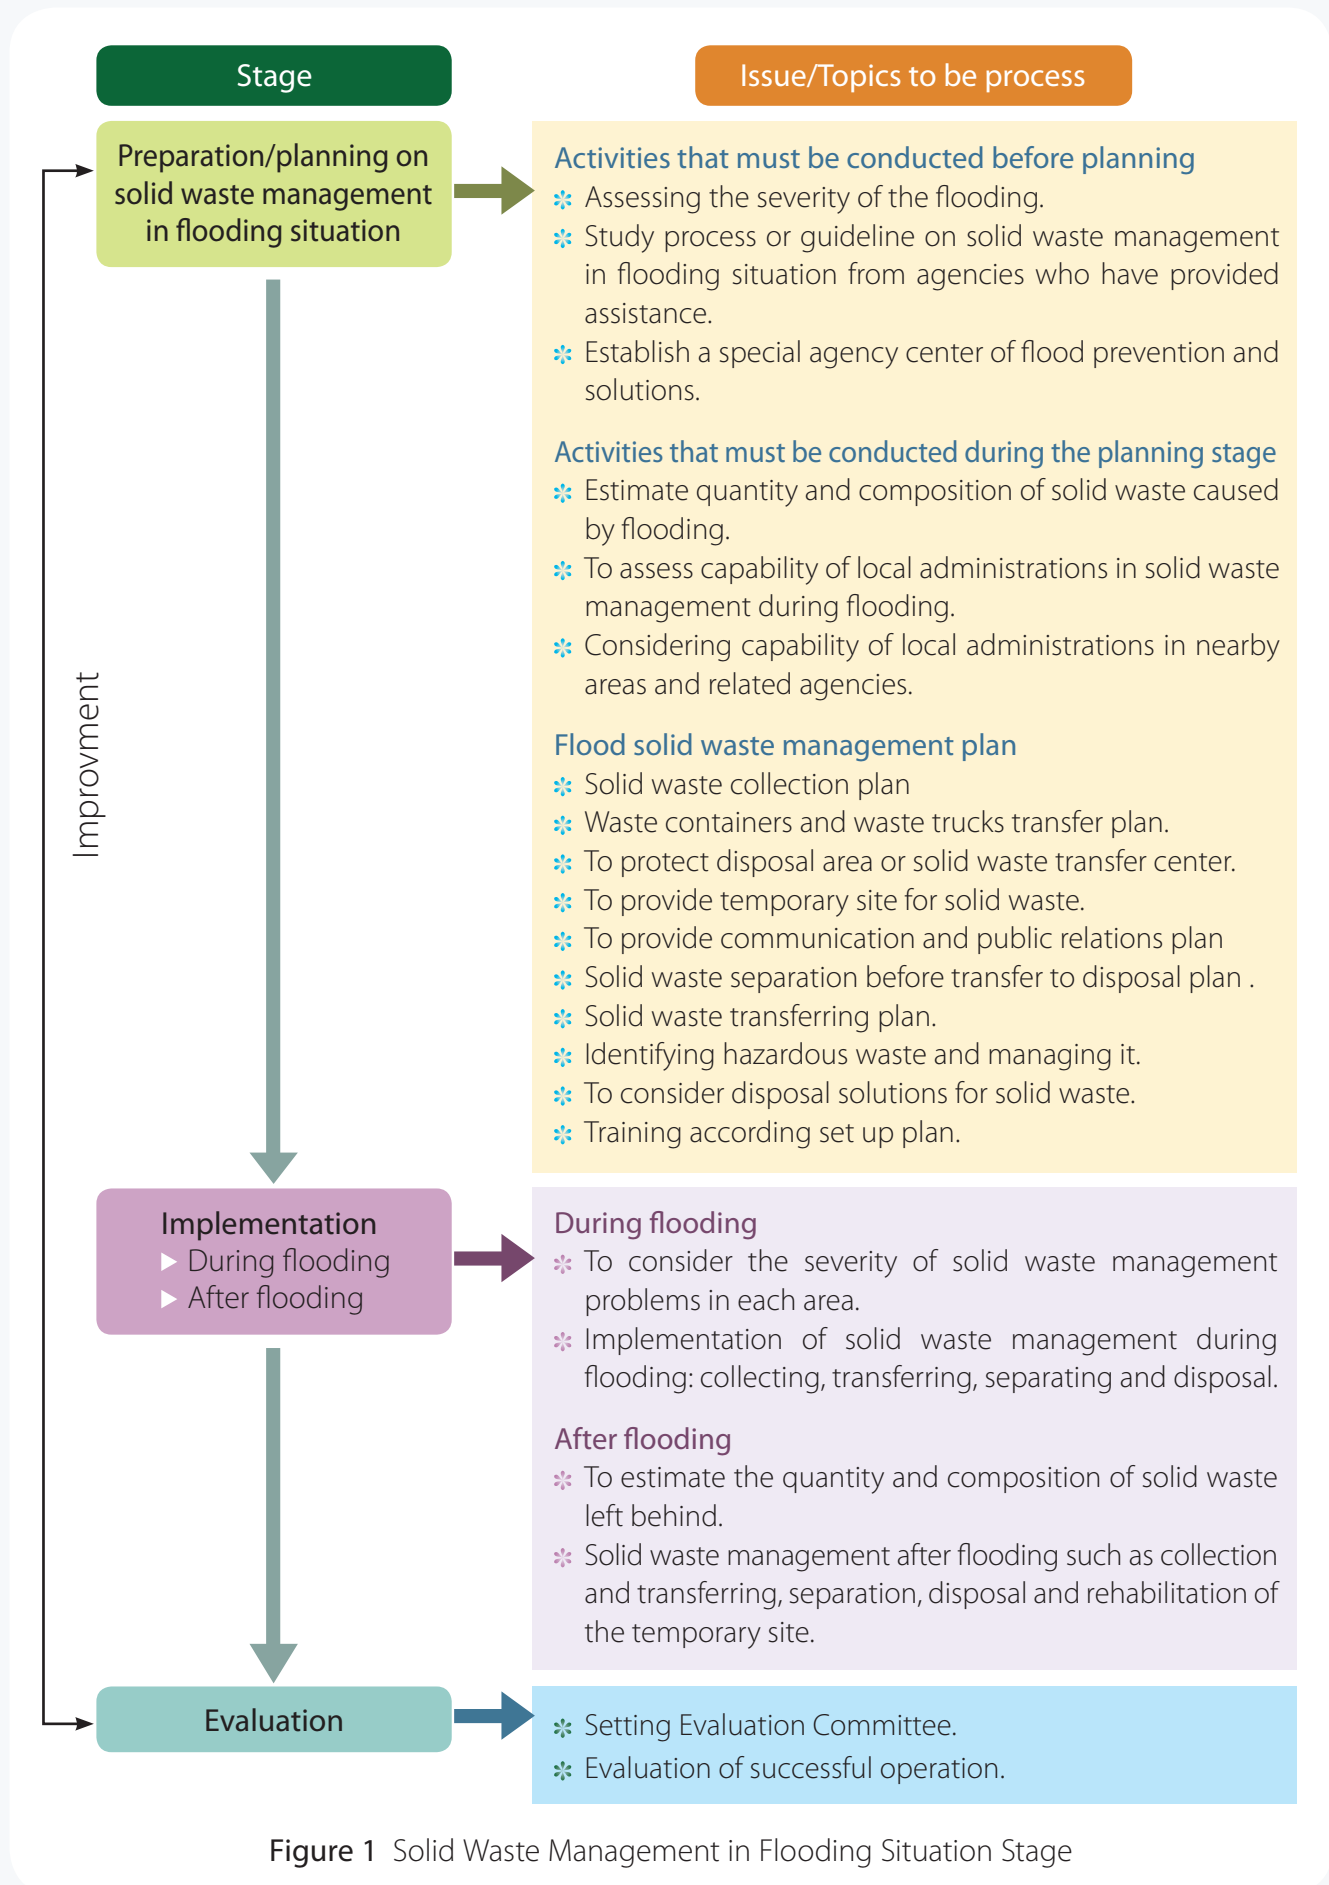 Stage
Issue/Topics to be process
Preparation/planning on
solid waste management
in flooding situation
Activities that must be conducted before planning
Assessing the severity of the flooding.
Study process or guideline on solid waste management
in flooding situation from agencies who have provided
assistance.
Establish a special agency center of flood prevention and
solutions.
Activities that must be conducted during the planning stage
Estimate quantity and composition of solid waste caused
by flooding.
To assess capability of local administrations in solid waste
management during flooding.
Considering capability of local administrations in nearby
areas and related agencies.
Flood solid waste management plan
Solid waste collection plan
Waste containers and waste trucks transfer plan.
To protect disposal area or solid waste transfer center.
To provide temporary site for solid waste.
To provide communication and public relations plan
Solid waste separation before transfer to disposal plan .
Solid waste transferring plan.
Identifying hazardous waste and managing it.
To consider disposal solutions for solid waste.
Training according set up plan.
Improvment
Implementation
During flooding
After flooding
During flooding
To consider the severity of solid waste management
problems in each area.
Implementation of solid waste management during
flooding: collecting, transferring, separating and disposal.
After flooding
To estimate the quantity and composition of solid waste
left behind.
Solid waste management after flooding such as collection
and transferring, separation, disposal and rehabilitation of
the temporary site.
Evaluation
Setting Evaluation Committee.
Evaluation of successful operation.
Figure 1 Solid Waste Management in Flooding Situation Stage